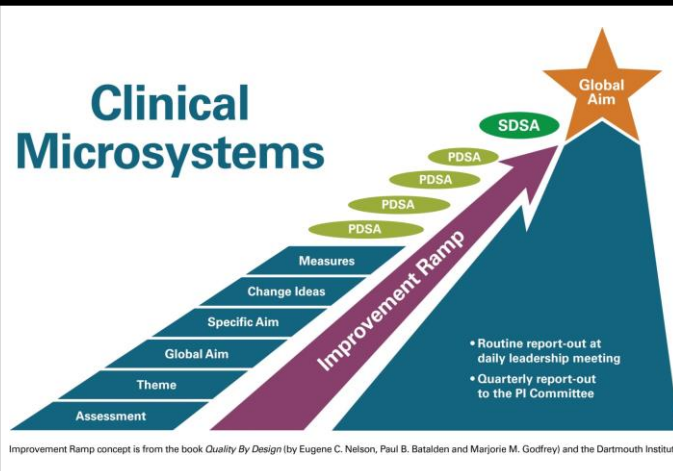 Clinical
Microsystems
Global
Aim
SDSA
PDSA
PDSA
PDSA
PDSA
Measures
Change Ideas
Specific Aim
Global Aim
Theme
Assessment
Improvement Ramp
• Routine report-out at
daily leadership meeting
• Quarterly report-out
to the PI Committee
Improvement Ramp concept is from the book Quality By Design (by Eugene C. Nelson, Paul B. Batalden and Marjorie M. Godfrey) and the Dartmouth